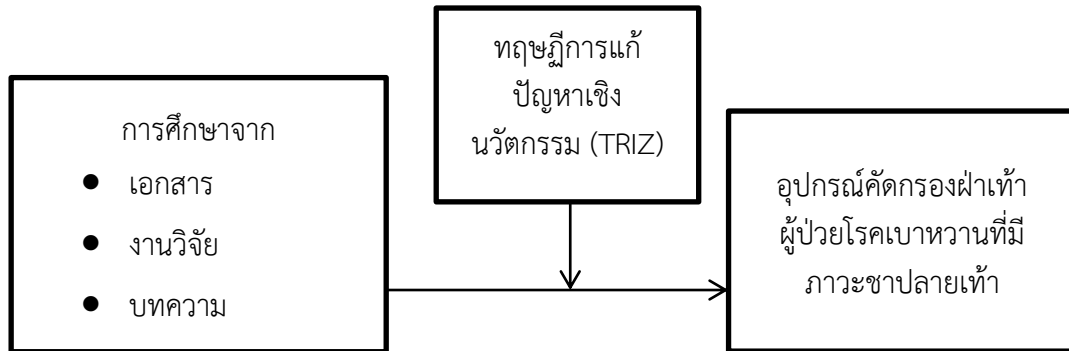 การศึกษาจาก
● เอกสาร
● งานวิจัย
● บทความ
ทฤษฏีการแก้
ปัญหาเชิง
นวัตกรรม (TRIZ)
อุปกรณ์คัดกรองฝ่าเท้า
ผู้ป่วยโรคเบาหวานที่มี
ภาวะชาปลายเท้า